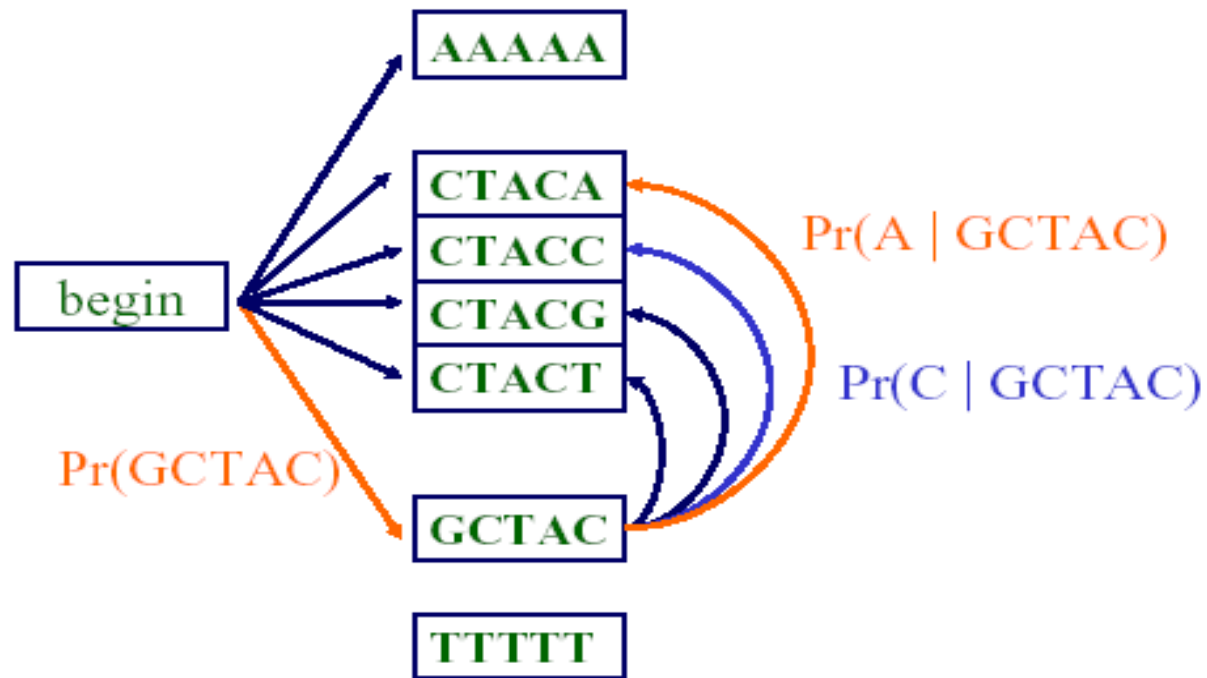 AAAAA
CTACA
Pr(A | GCTAC)
CTACC
begin
CTACG
CTACT
Pr(C | GCTAC)
Pr(GCTAC)
GCTAC
TTTTT